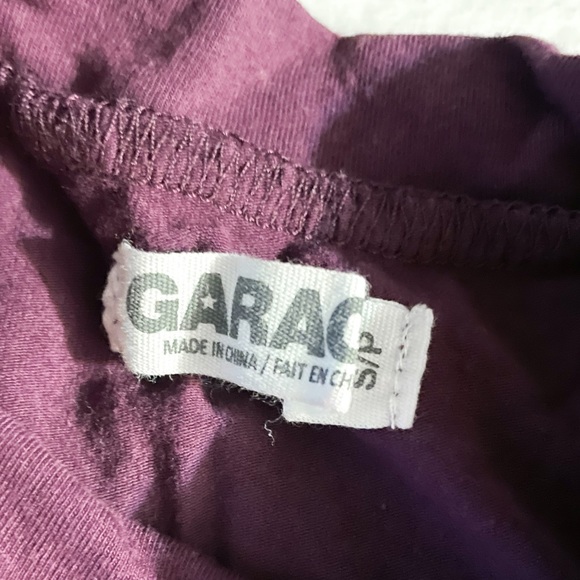 GARAG
MADE IN CHINA / FAIT EN CH
S/P